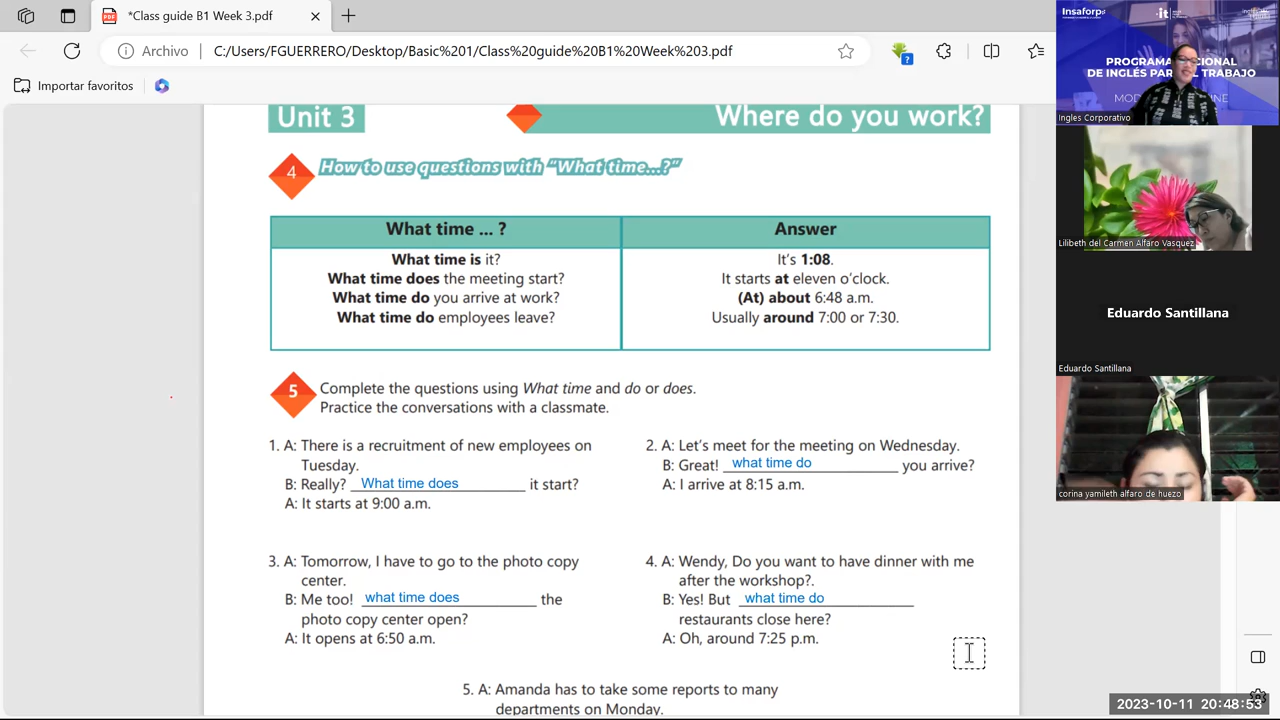 *Class guide B1 Week 3.pdf
Archivo
C:/Users/FGUERRERO/Desktop/Basic%201/Class%20guide%20B1%20Week%203.pdf
Importar favoritos
Unit 3
Where do you work?
4
How to use questions with “What time...?”
What time ... ?
Answer
What time is it?
It’s 1:08.
What time does the meeting start?
It starts at eleven o’clock.
What time do you arrive at work?
(At) about 6:48 a.m.
What time do employees leave?
Usually around 7:00 or 7:30.
5
Complete the questions using What time and do or does.
Practice the conversations with a classmate.
1. A: There is a recruitment of new employees on
Tuesday.
B: Really? What time does it start?
A: It starts at 9:00 a.m.
2. A: Let’s meet for the meeting on Wednesday.
B: Great! what time do you arrive?
A: I arrive at 8:15 a.m.
3. A: Tomorrow, I have to go to the photo copy
center.
B: Me too! what time does the
photo copy center open?
A: It opens at 6:50 a.m.
4. A: Wendy, Do you want to have dinner with me
after the workshop?.
B: Yes! But what time do
restaurants close here?
A: Oh, around 7:25 p.m.
5. A: Amanda has to take some reports to many
departments on Monday.
Insaforp
it
PROGRAMA
DE INGLÉS TRABAJO
Ingles Corporativo
Lilibeth del Carmen Alfaro Vasquez
Eduardo Santillana
Eduardo Santillana
corina yamileth alfaro de huezo
2023-10-11 20:48:53